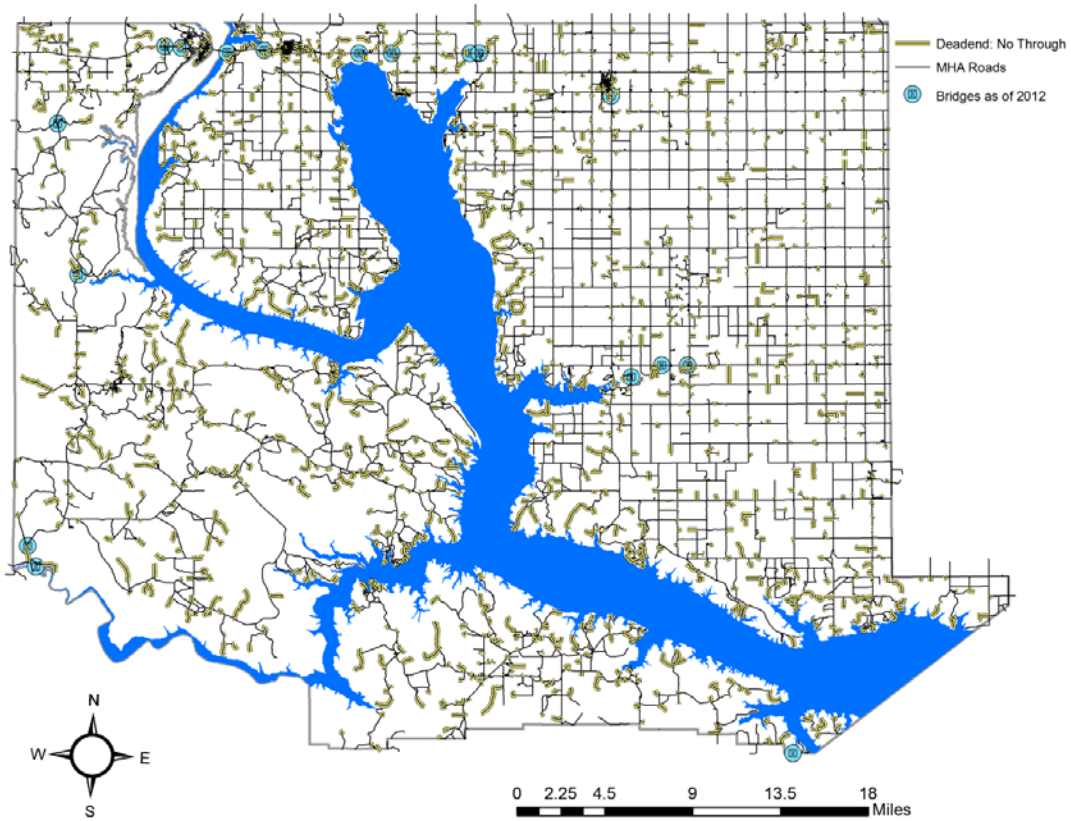 Deadend: No Through
MHA Roads
Bridges as of 2012
N
W
E
S
0 2.25 4.5 9 13.5 18
Miles